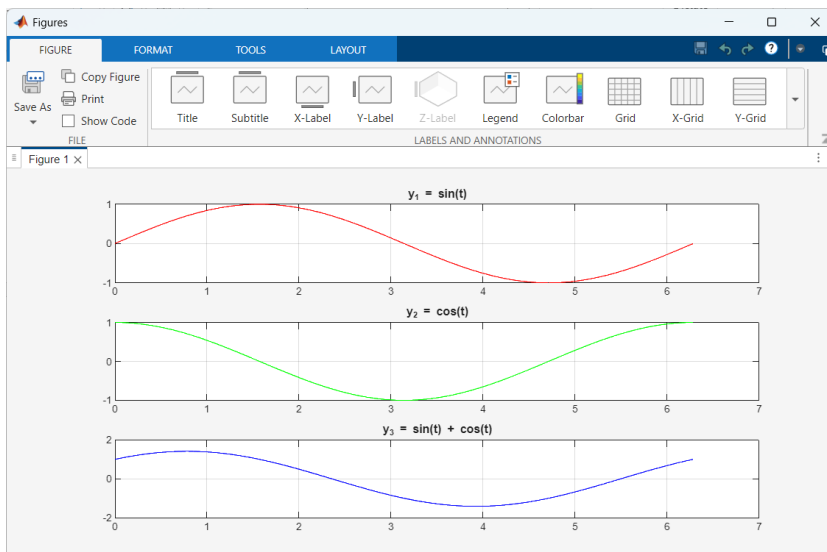 Figures
FIGURE FORMAT TOOLS LAYOUT
Save As
Copy Figure
Print
Show Code
FILE
Title Subtitle X-Label Y-Label Z-Label Legend Colorbar Grid X-Grid Y-Grid
LABELS AND ANNOTATIONS
Figure 1
y₁ = sin(t)
1
0
-1
0 1 2 3 4 5 6 7
y₂ = cos(t)
1
0
-1
0 1 2 3 4 5 6 7
y₃ = sin(t) + cos(t)
2
0
-2
0 1 2 3 4 5 6 7